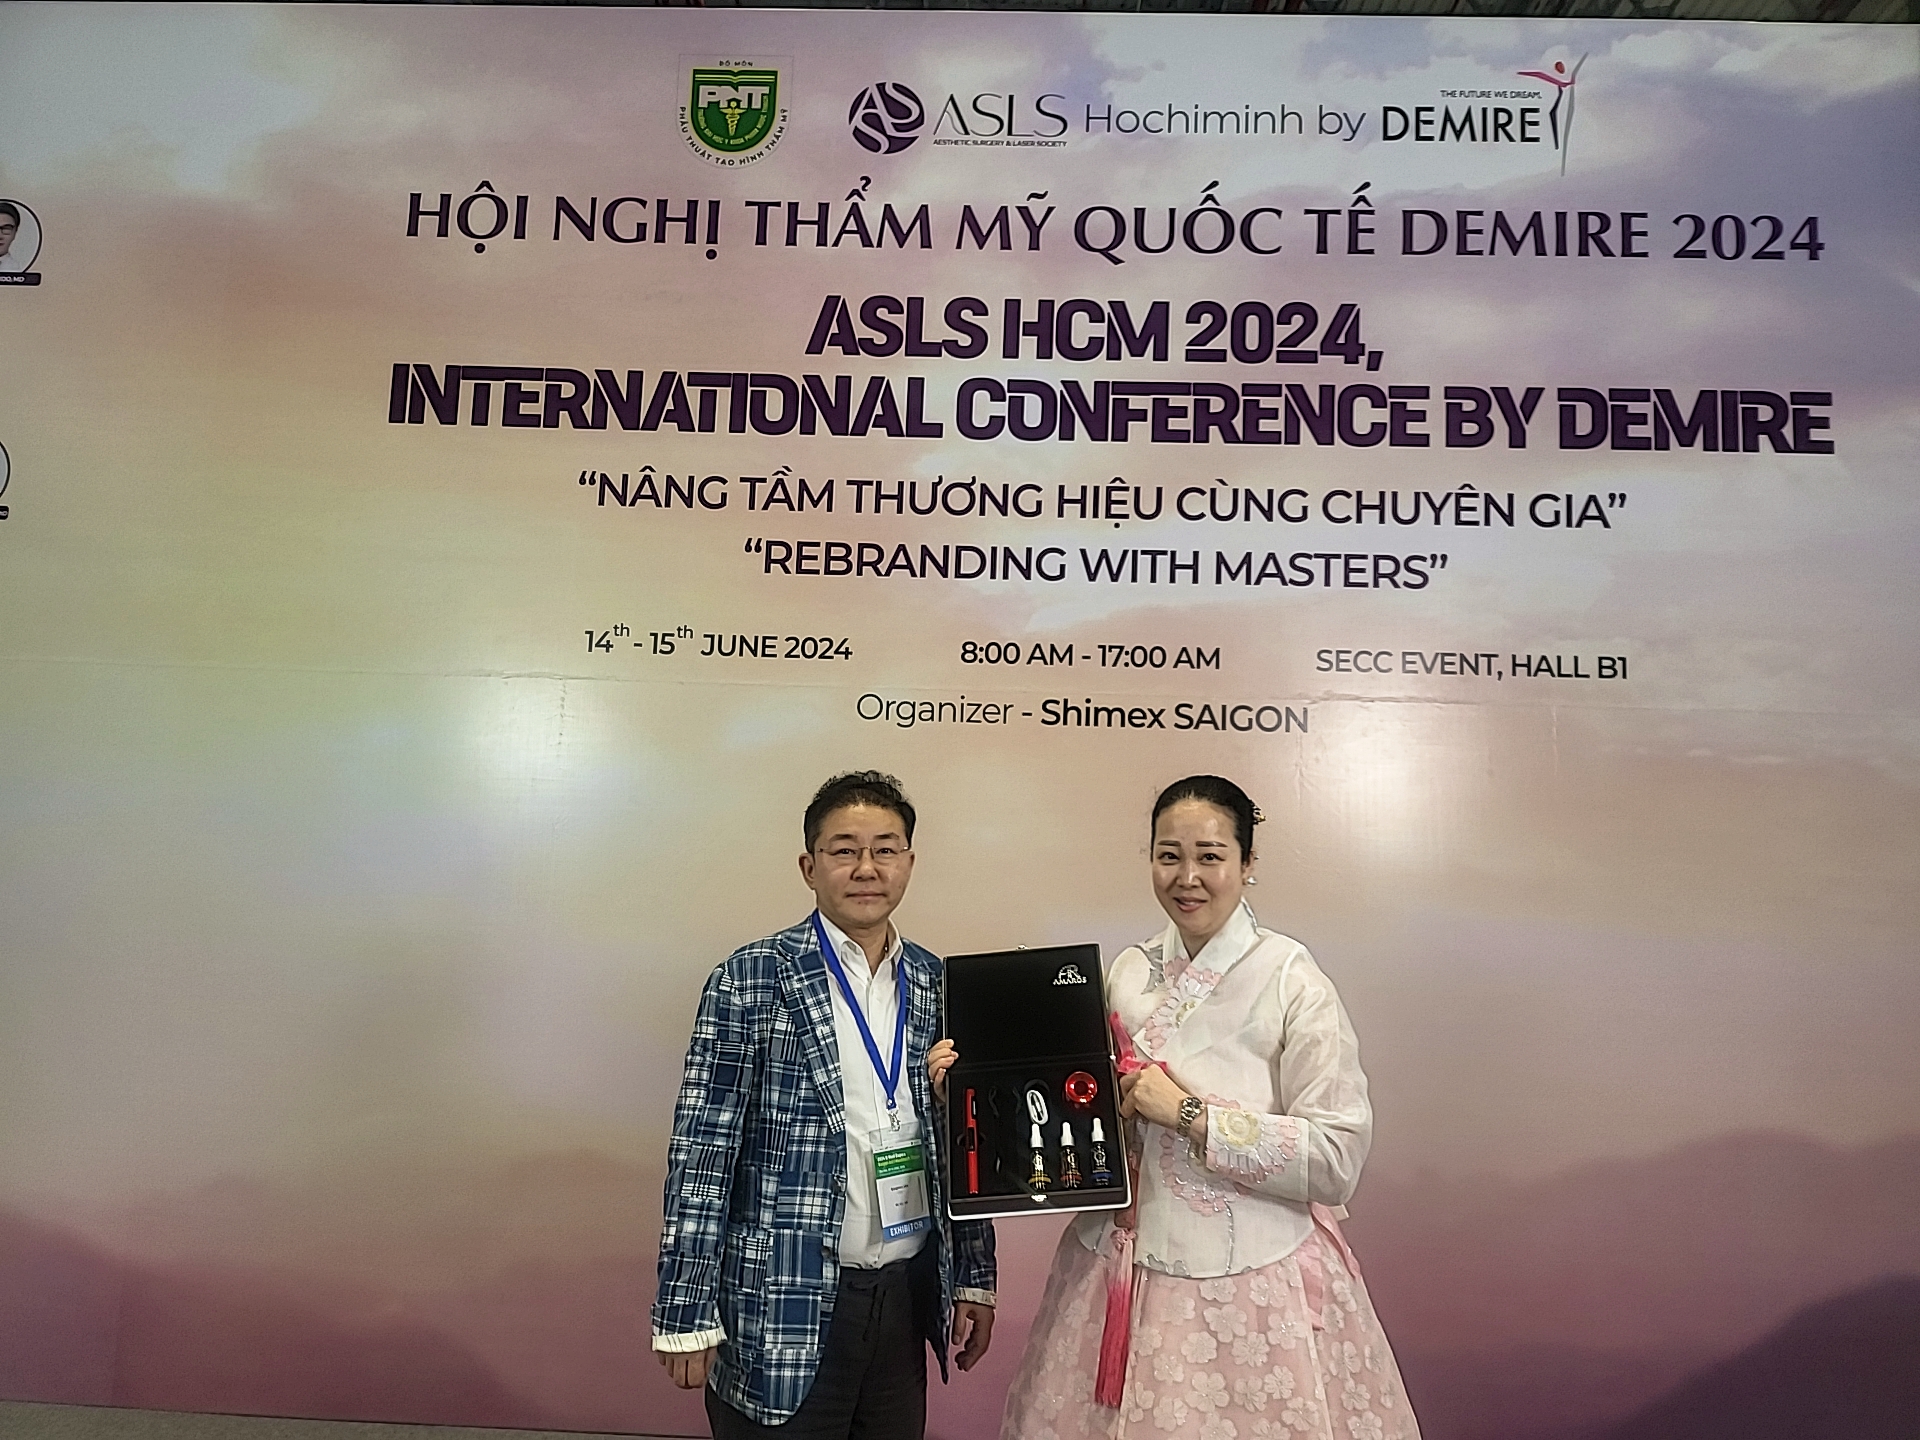 BỘ MÔN
PNT
PHẪU THUẬT TẠO HÌNH THẨM MỸ
ASLS
AESTHETIC SURGERY & LASER SOCIETY
Hochiminh by
THE FUTURE WE DREAM.
DEMIRE
HỘI NGHỊ THẨM MỸ QUỐC TẾ DEMIRE 2024
ASLS HCM 2024,
INTERNATIONAL CONFERENCE BY DEMIRE
“NÂNG TẦM THƯƠNG HIỆU CÙNG CHUYÊN GIA”
“REBRANDING WITH MASTERS”
14th - 15th JUNE 2024
8:00 AM - 17:00 AM
SECC EVENT, HALL B1
Organizer - Shimex SAIGON
AMAROS
EXHIBITOR